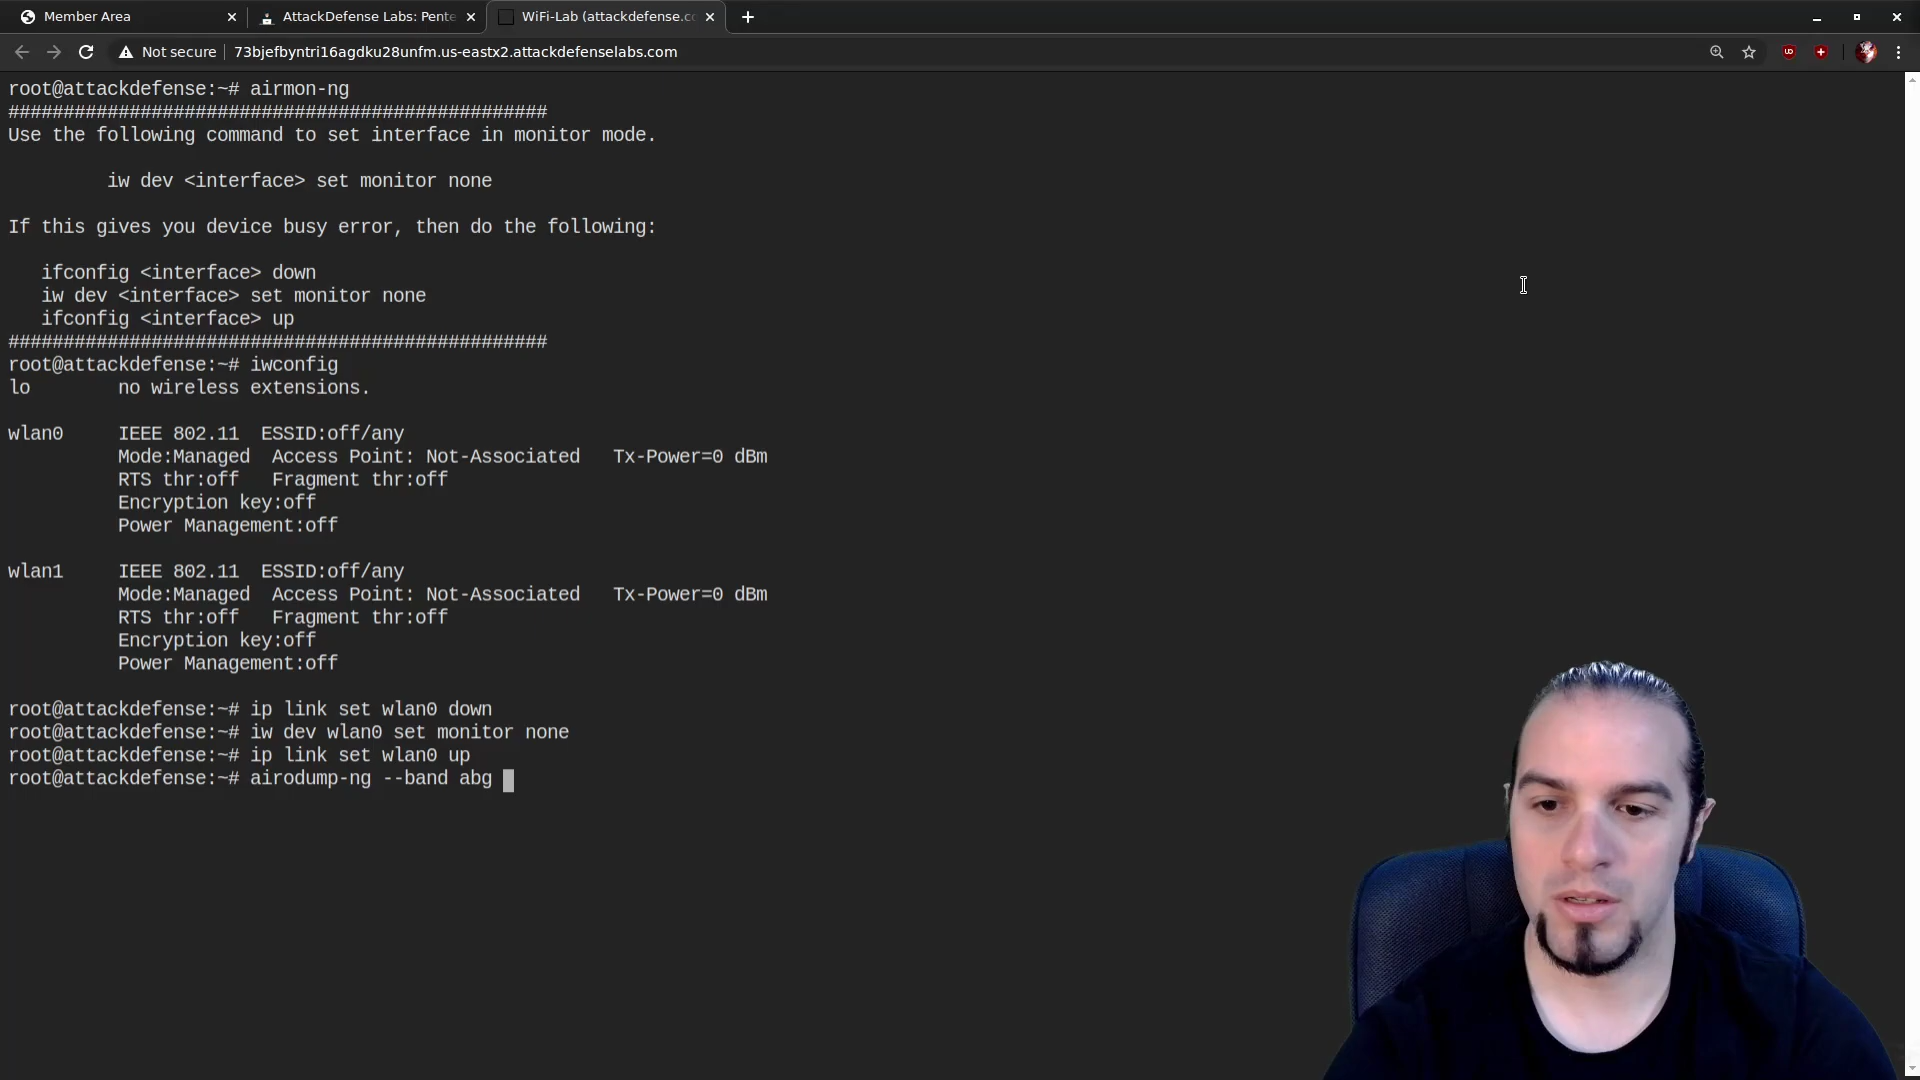 Member Area
AttackDefense Labs: Pente
WiFi-Lab (attackdefense.co
Not secure
73bjefbyntri16agdku28unfm.us-eastx2.attackdefenselabs.com
root@attackdefense:~# airmon-ng
#################################################
Use the following command to set interface in monitor mode.
iw dev <interface> set monitor none
If this gives you device busy error, then do the following:
ifconfig <interface> down
iw dev <interface> set monitor none
ifconfig <interface> up
#################################################
root@attackdefense:~# iwconfig
lo        no wireless extensions.
wlan0     IEEE 802.11  ESSID:off/any
Mode:Managed  Access Point: Not-Associated   Tx-Power=0 dBm
RTS thr:off   Fragment thr:off
Encryption key:off
Power Management:off
wlan1     IEEE 802.11  ESSID:off/any
Mode:Managed  Access Point: Not-Associated   Tx-Power=0 dBm
RTS thr:off   Fragment thr:off
Encryption key:off
Power Management:off
root@attackdefense:~# ip link set wlan0 down
root@attackdefense:~# iw dev wlan0 set monitor none
root@attackdefense:~# ip link set wlan0 up
root@attackdefense:~# airodump-ng --band abg